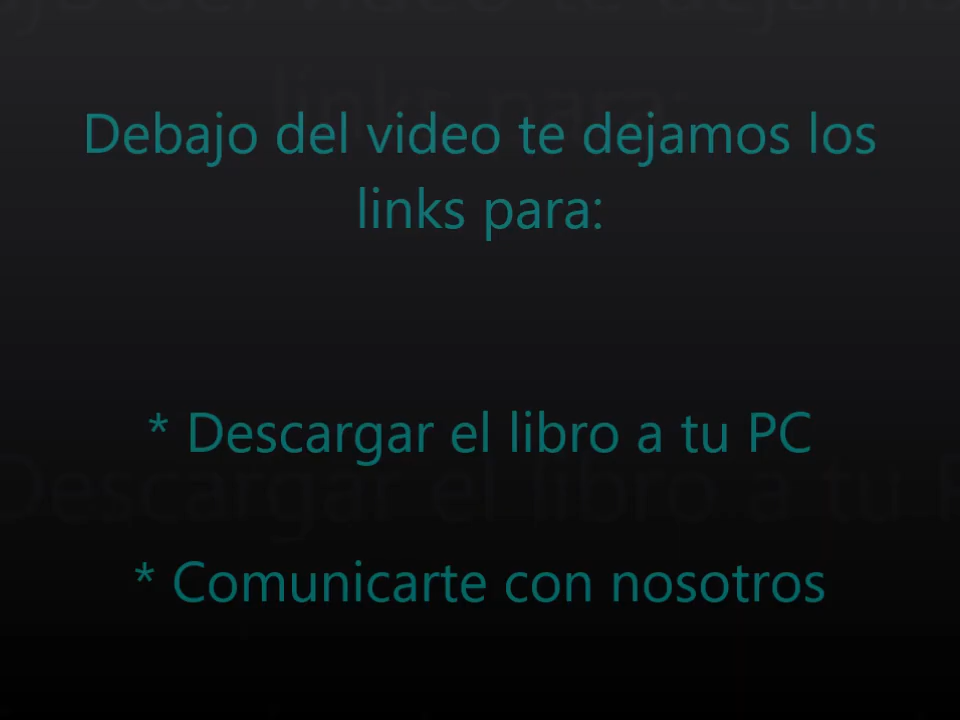 Debajo del video te dejamos los
links para:
* Descargar el libro a tu PC
* Comunicarte con nosotros